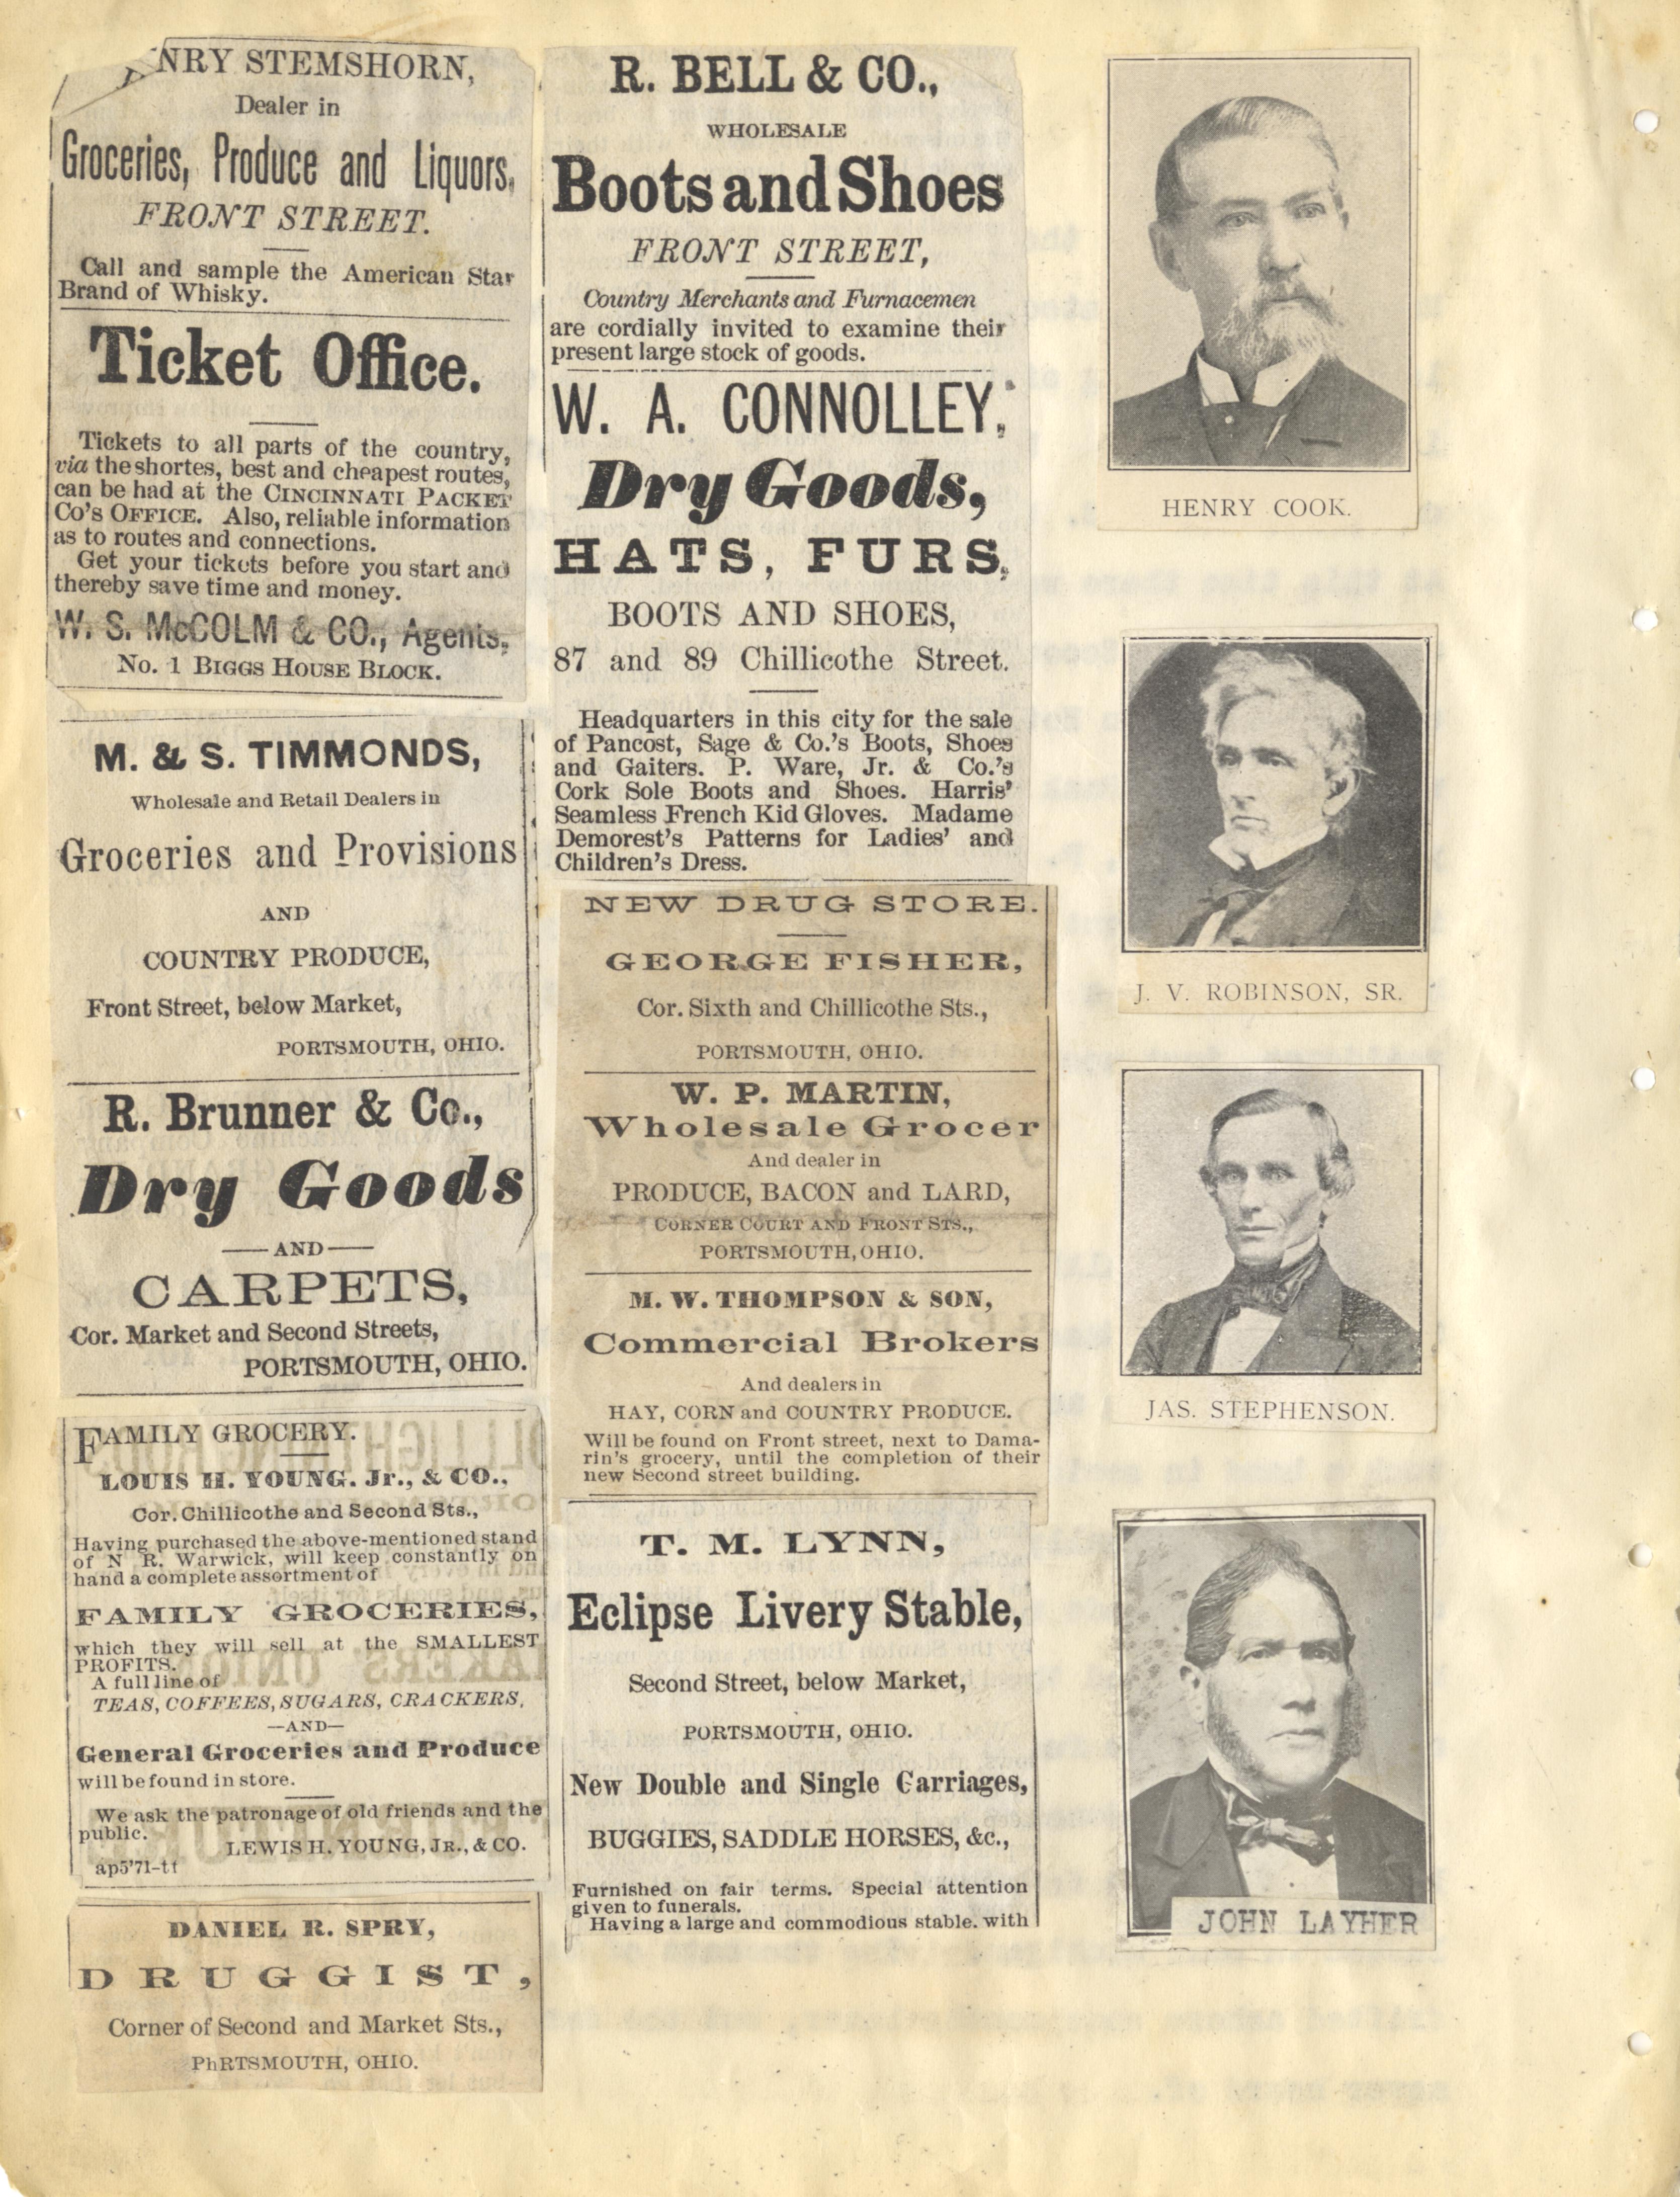 NRY STEMSHORN,
Dealer in
Groceries, Produce and Liquors,
FRONT STREET.
Call and sample the American Star
Brand of Whisky.
Ticket Office.
Tickets to all parts of the country,
via the shortes, best and cheapest routes,
can be had at the CINCINNATI PACKET
CO'S OFFICE. Also, reliable information
as to routes and connections.
Get your tickets before you start and
thereby save time and money.
W. S. McCOLM & CO., Agents,
No. 1 BIGGS HOUSE BLOCK.
M. & S. TIMMONDS,
Wholesale and Retail Dealers in
Groceries and Provisions
AND
COUNTRY PRODUCE,
Front Street, below Market,
PORTSMOUTH, OHIO.
R. Brunner & Co.,
Dry Goods
—AND—
CARPETS,
Cor. Market and Second Streets,
PORTSMOUTH, OHIO.
FAMILY GROCERY.
LOUIS H. YOUNG. Jr., & CO.,
Cor. Chillicothe and Second Sts.,
Having purchased the above-mentioned stand
of N R. Warwick, will keep constantly on
hand a complete assortment of
FAMILY GROCERIES,
which they will sell at the SMALLEST
PROFITS.
A full line of
TEAS, COFFEES, SUGARS, CRACKERS,
—AND—
General Groceries and Produce
will be found in store.
We ask the patronage of old friends and the
public.
LEWIS H. YOUNG, JR., & CO.
ap5'71-tt
DANIEL R. SPRY,
DRUGGIST,
Corner of Second and Market Sts.,
PhRTSMOUTH, OHIO.
R. BELL & CO.,
WHOLESALE
Boots and Shoes
FRONT STREET,
Country Merchants and Furnacemen
are cordially invited to examine their
present large stock of goods.
W. A. CONNOLLEY,
Dry Goods,
HATS, FURS,
BOOTS AND SHOES,
87 and 89 Chillicothe Street.
Headquarters in this city for the sale
of Pancost, Sage & Co.'s Boots, Shoes
and Gaiters. P. Ware, Jr. & Co.'s
Cork Sole Boots and Shoes. Harris'
Seamless French Kid Gloves. Madame
Demorest's Patterns for Ladies' and
Children's Dress.
NEW DRUG STORE.
GEORGE FISHER,
Cor. Sixth and Chillicothe Sts.,
PORTSMOUTH, OHIO.
W. P. MARTIN,
Wholesale Grocer
And dealer in
PRODUCE, BACON and LARD,
CORNER COURT AND FRONT STS.,
PORTSMOUTH, OHIO.
M. W. THOMPSON & SON,
Commercial Brokers
And dealers in
HAY, CORN and COUNTRY PRODUCE.
Will be found on Front street, next to Dama-
rin's grocery, until the completion of their
new Second street building.
T. M. LYNN,
Eclipse Livery Stable,
Second Street, below Market,
PORTSMOUTH, OHIO.
New Double and Single Carriages,
BUGGIES, SADDLE HORSES, &c.,
Furnished on fair terms. Special attention
given to funerals.
Having a large and commodious stable. with
HENRY COOK.
J. V. ROBINSON, SR.
JAS. STEPHENSON.
JOHN LAYHER